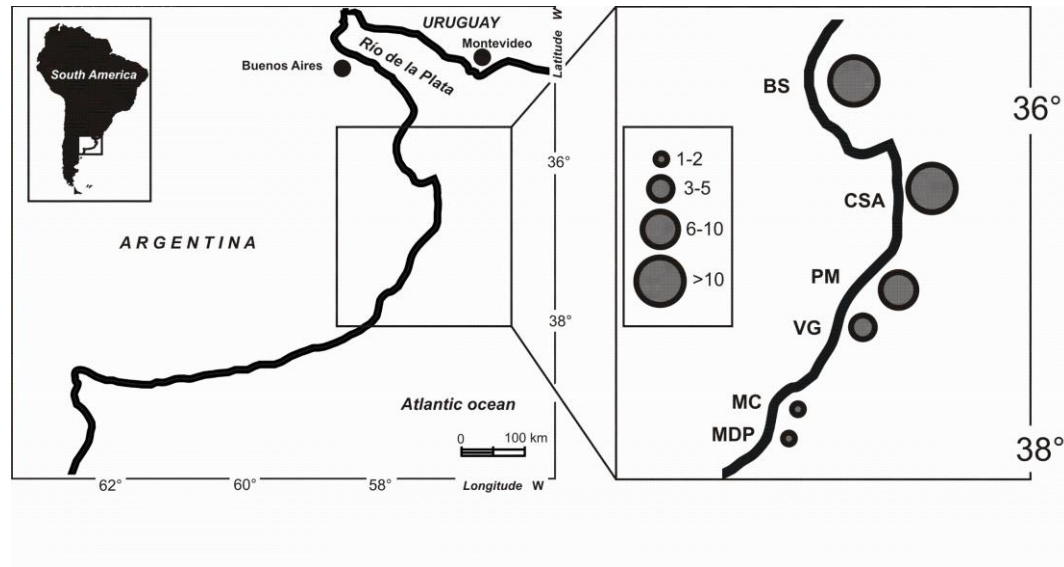 South America
URUGUAY
Montevideo
Buenos Aires
Río de la Plata
Latitude W
36°
ARGENTINA
38°
Atlantic ocean
0 100 km
62° 60° 58° Longitude W
1-2
3-5
6-10
>10
BS
36°
CSA
PM
VG
MC
MDP
38°